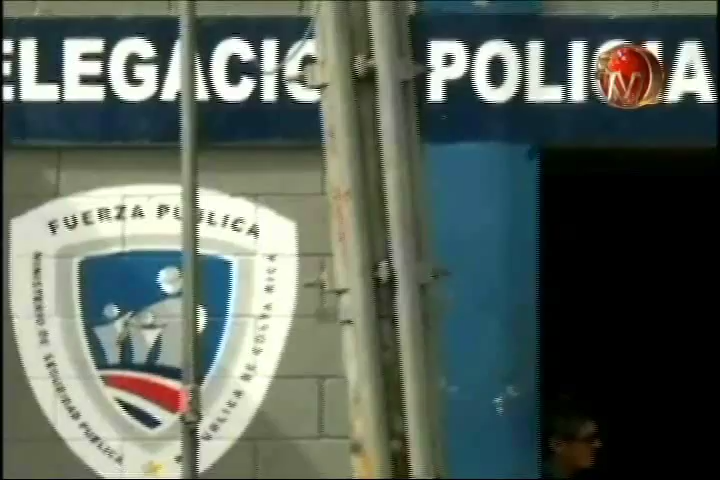 ELEGACIO POLICIA
FUERZA PUBLICA
MINISTERIO DE SEGURIDAD PUBLICA
REPUBLICA DE COSTA RICA